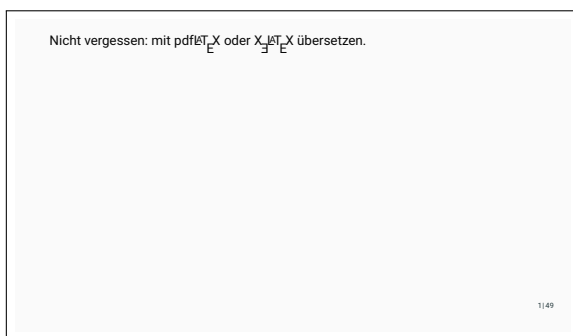 Nicht vergessen: mit pdfLATEX oder XƎLATEX übersetzen.
1|49